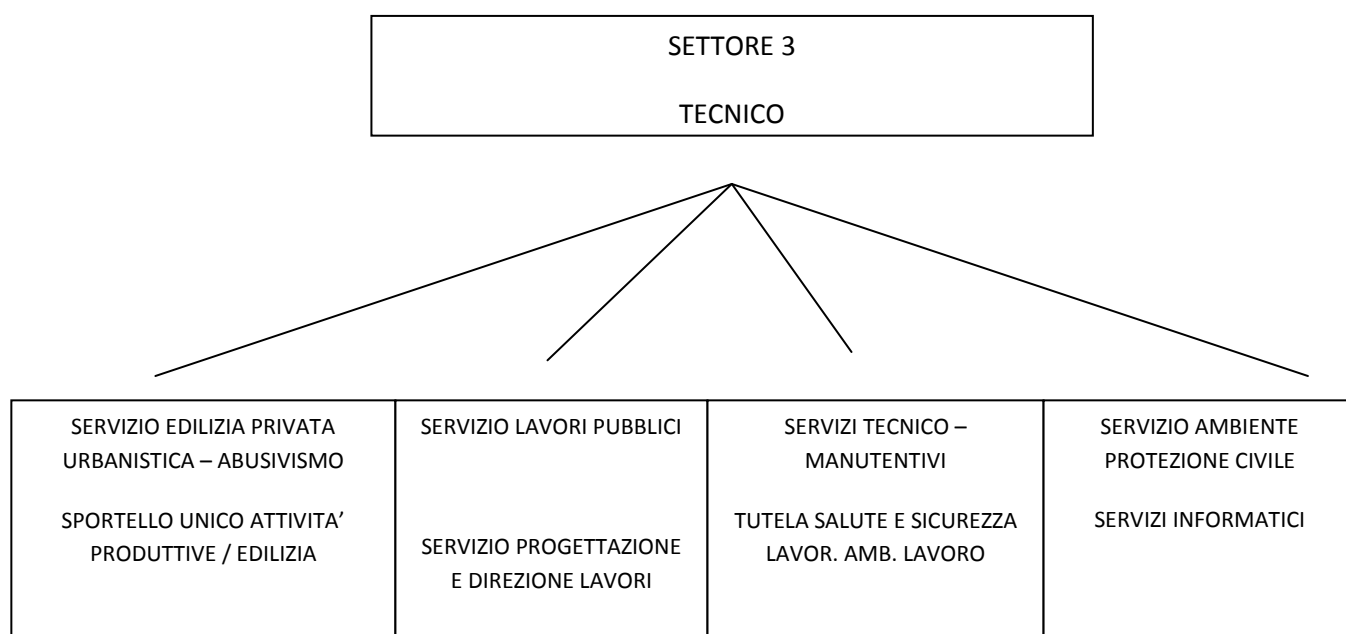 SETTORE 3
TECNICO
SERVIZIO EDILIZIA PRIVATA
URBANISTICA – ABUSIVISMO
SPORTELLO UNICO ATTIVITA’
PRODUTTIVE / EDILIZIA
SERVIZIO LAVORI PUBBLICI
SERVIZIO PROGETTAZIONE
E DIREZIONE LAVORI
SERVIZI TECNICO –
MANUTENTIVI
TUTELA SALUTE E SICUREZZA
LAVOR. AMB. LAVORO
SERVIZIO AMBIENTE
PROTEZIONE CIVILE
SERVIZI INFORMATICI